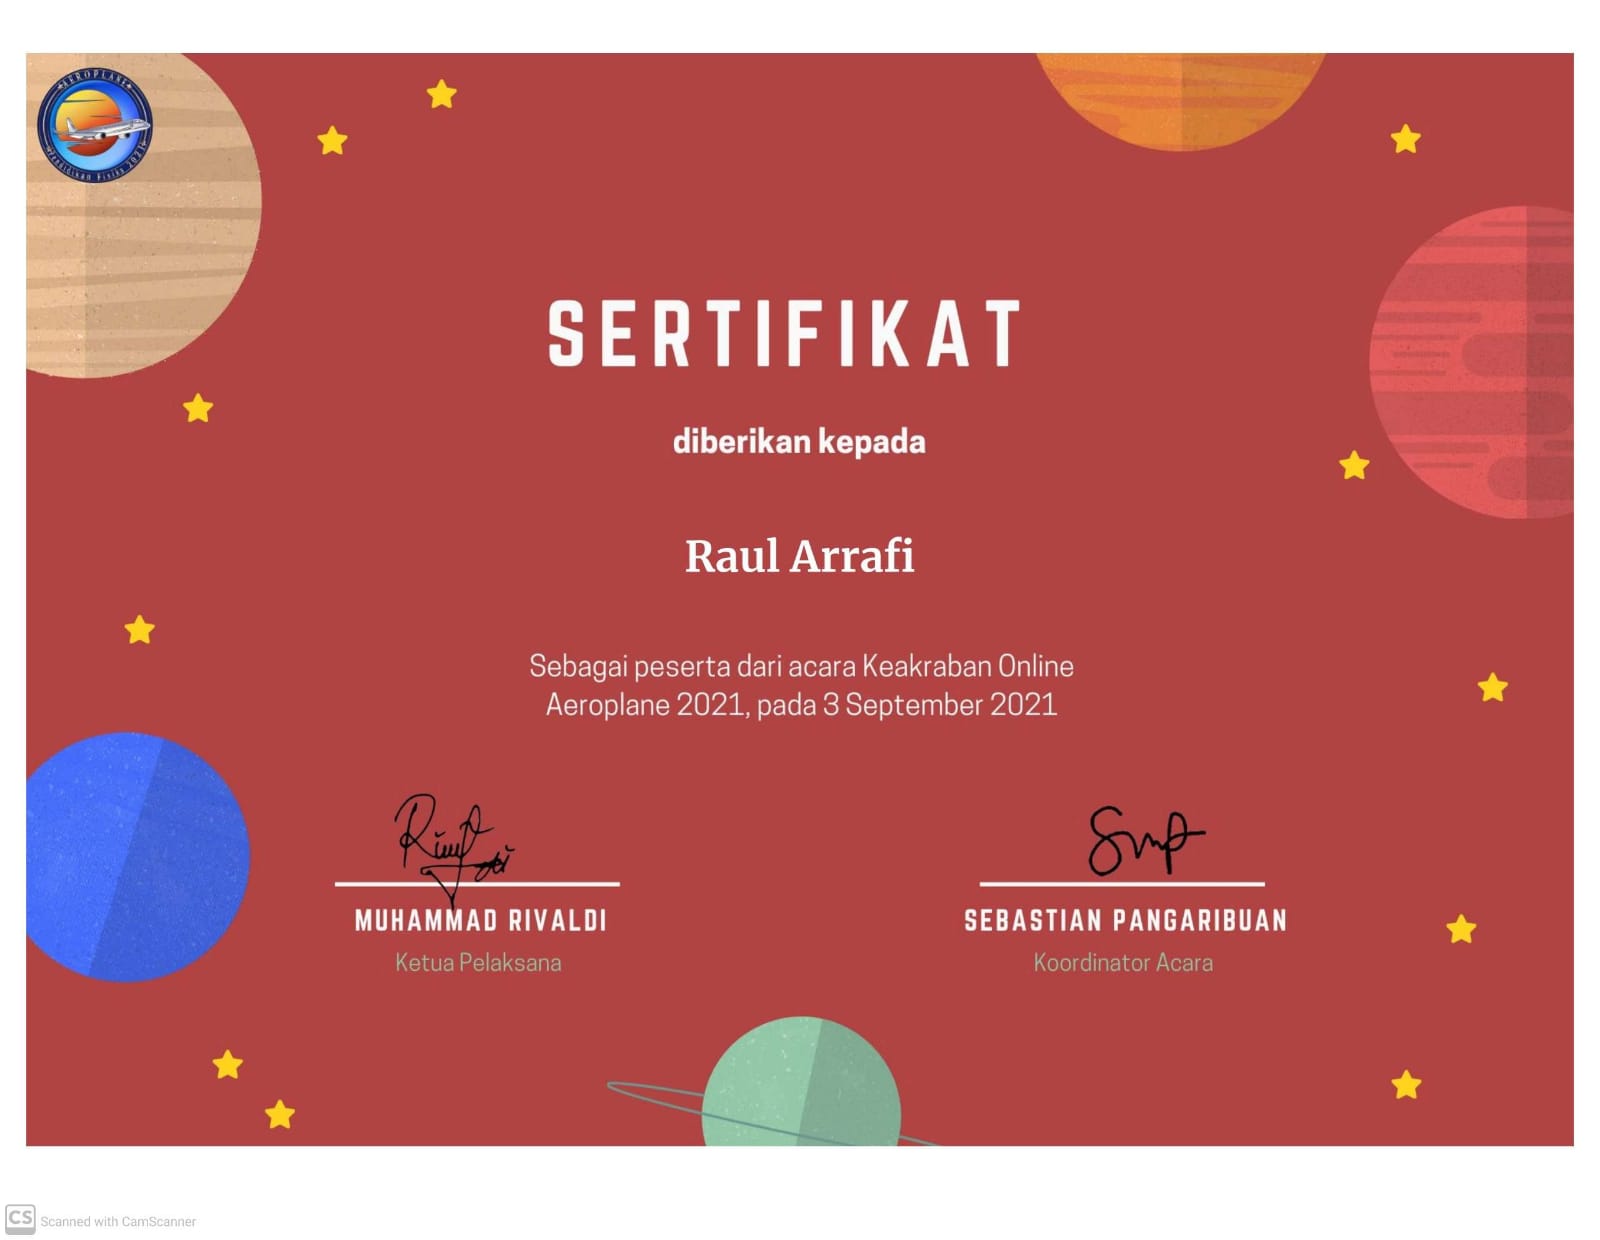 AEROPLANE
Pendidikan Fisika 2021
SERTIFIKAT
diberikan kepada
Raul Arrafi
Sebagai peserta dari acara Keakraban Online
Aeroplane 2021, pada 3 September 2021
MUHAMMAD RIVALDI
Ketua Pelaksana
SEBASTIAN PANGARIBUAN
Koordinator Acara
CS Scanned with CamScanner